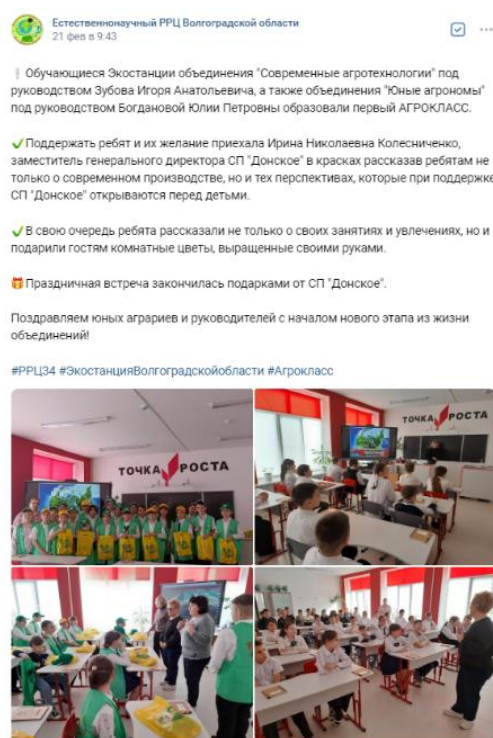 Естественнонаучный РРЦ Волгоградской области
21 фев в 9:43
❕ Обучающиеся Экостанции объединения "Современные агротехнологии" под
руководством Зубова Игоря Анатольевича, а также объединения "Юные агрономы"
под руководством Богдановой Юлии Петровны образовали первый АГРОКЛАСС.
✓Поддержать ребят и их желание приехала Ирина Николаевна Колесниченко,
заместитель генерального директора СП "Донское" в красках рассказав ребятам не
только о современном производстве, но и тех перспективах, которые при поддержке
СП "Донское" открываются перед детьми.
✓В свою очередь ребята рассказали не только о своих занятиях и увлечениях, но и
подарили гостям комнатные цветы, выращенные своими руками.
🎁Праздничная встреча закончилась подарками от СП "Донское".
Поздравляем юных аграриев и руководителей с началом нового этапа из жизни
объединений!
#РРЦ34 #ЭкостанцияВолгоградскойобласти #Агрокласс
ТОЧКА РОСТА
ТОЧКА РОСТА